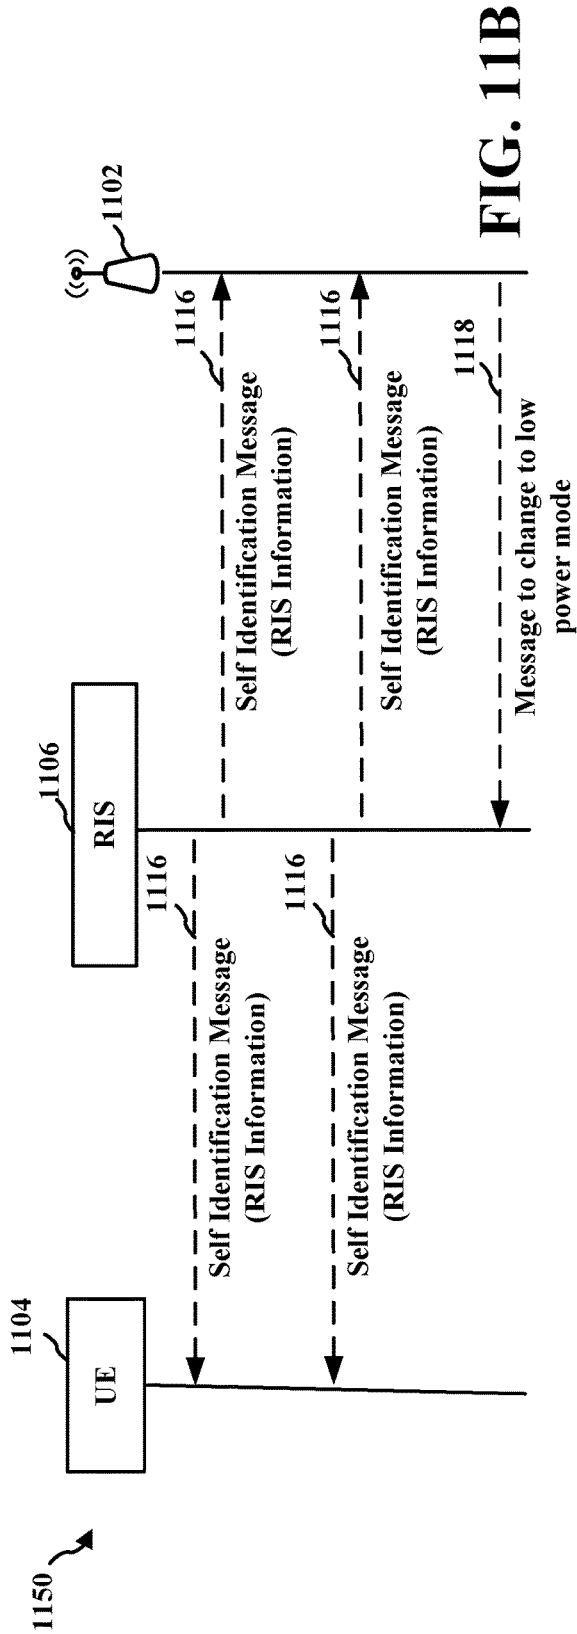 1150
1104
UE
1106
RIS
1102
1116
Self Identification Message
(RIS Information)
1116
Self Identification Message
(RIS Information)
1116
Self Identification Message
(RIS Information)
1116
Self Identification Message
(RIS Information)
1118
Message to change to low
power mode
FIG. 11B